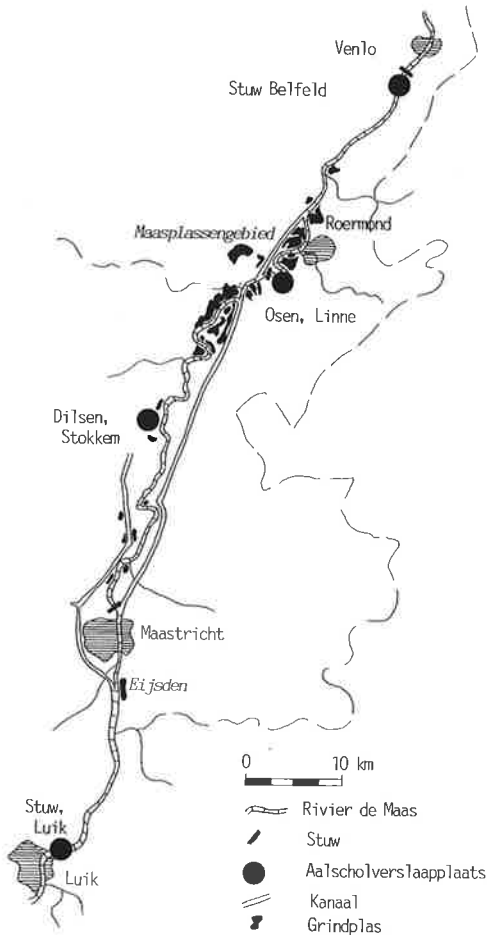 Venlo
Stuw Belfeld
Maasplassengebied
Roermond
Osen, Linne
Dilsen,
Stokkem
Maastricht
Eijsden
0 10 km
Stuw,
Luik
Luik
Rivier de Maas
Stuw
Aalscholverslaapplaats
Kanaal
Grindplas